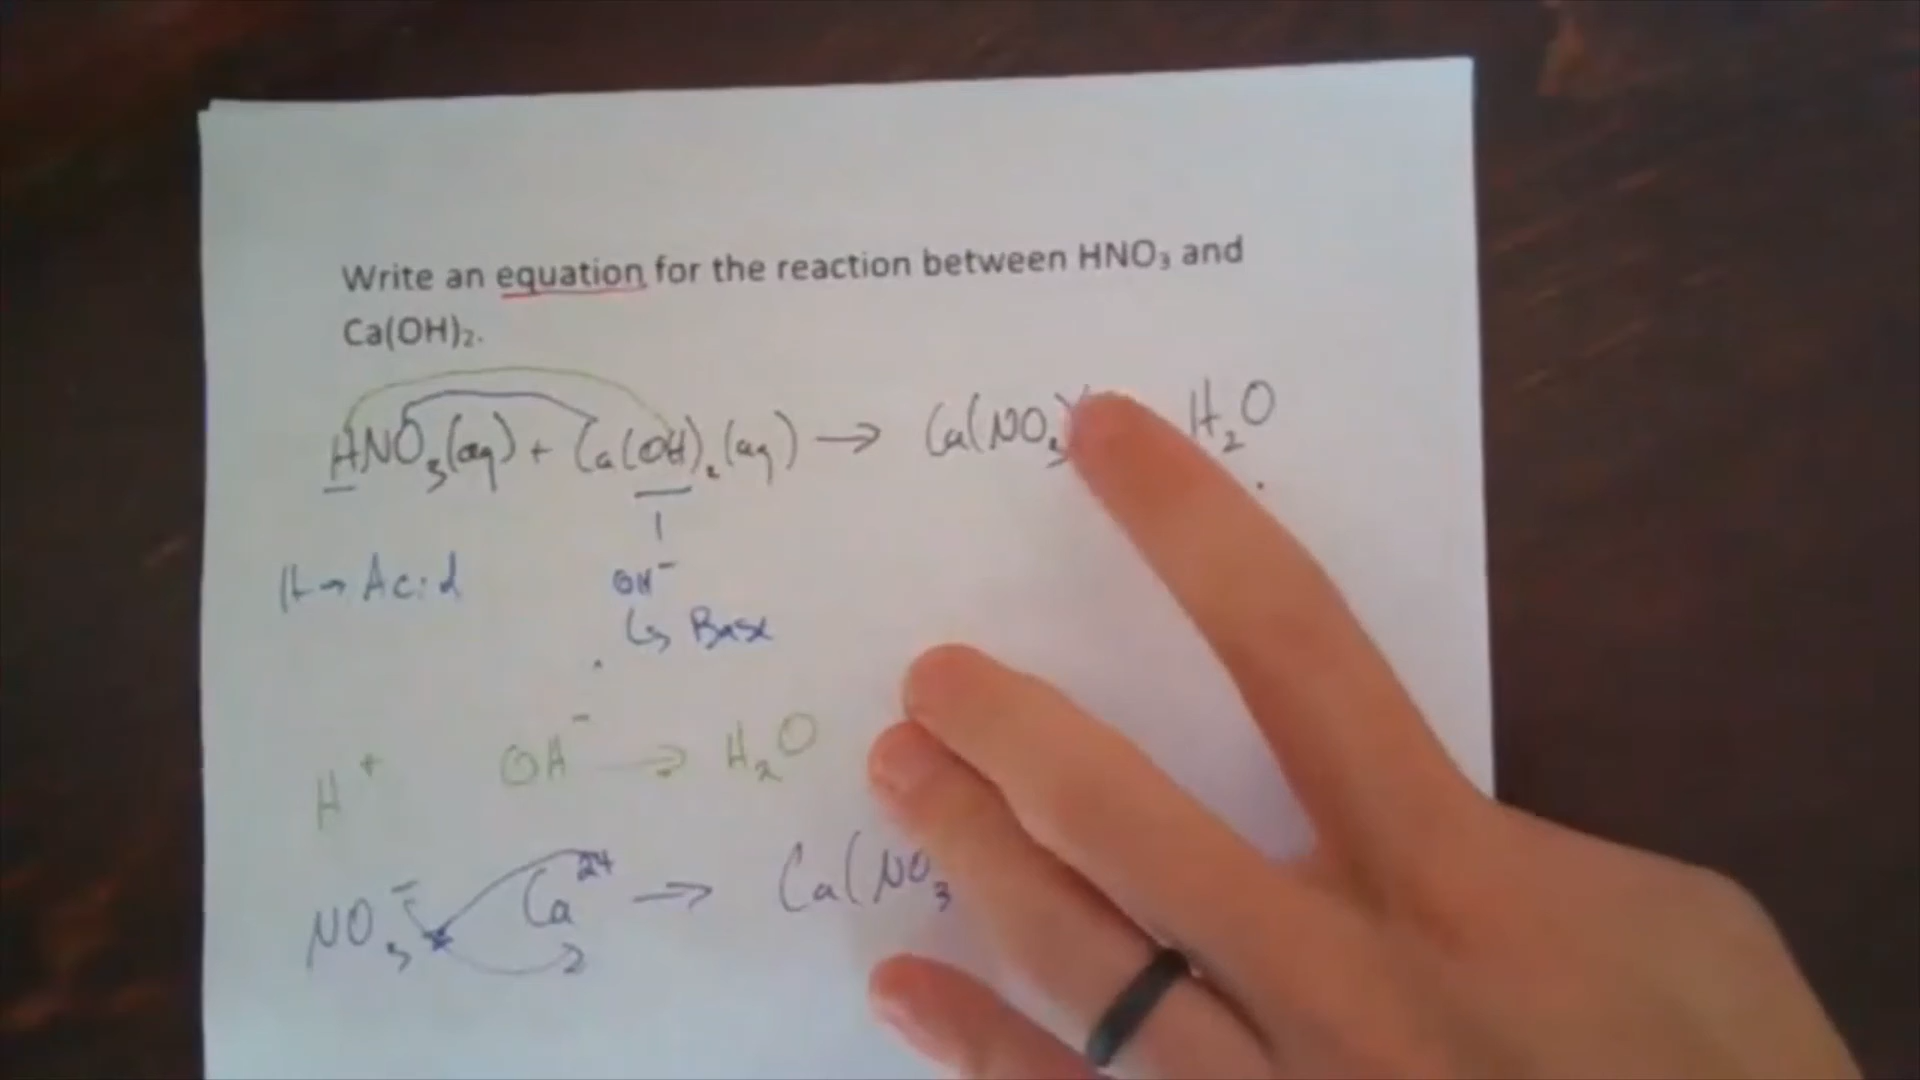 Write an equation for the reaction between HNO₃ and
Ca(OH)₂.
HNO₃(aq) + Ca(OH)₂(aq) → Ca(NO₃) H₂O
H → Acid
OH⁻
↳ Base
H⁺ OH⁻ → H₂O
NO₃⁻ Ca²⁺ → Ca(NO₃
2